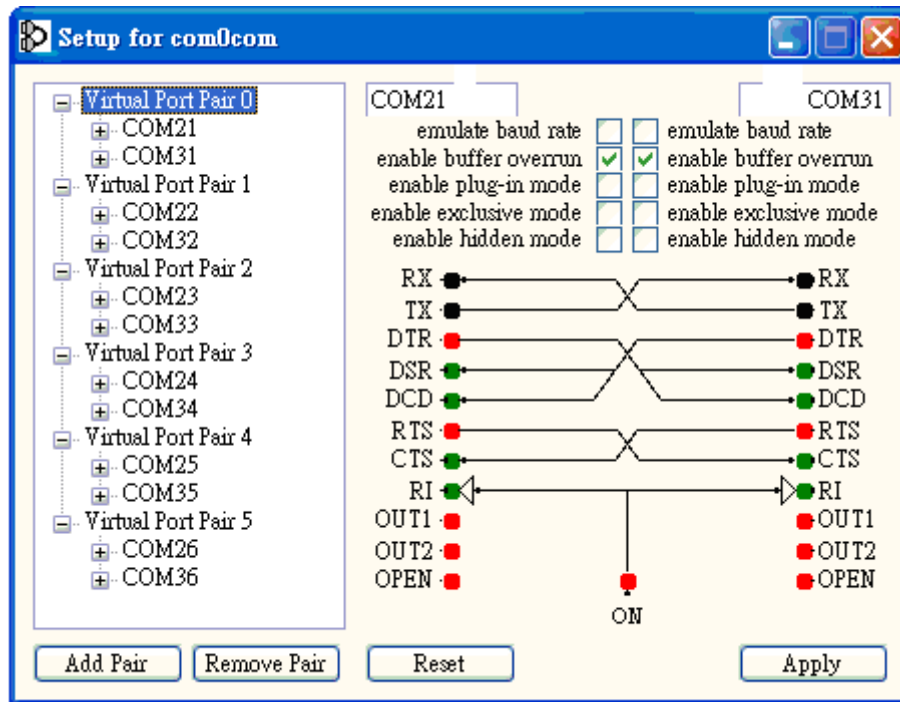 Setup for com0com
Virtual Port Pair 0
COM21
COM31
Virtual Port Pair 1
COM22
COM32
Virtual Port Pair 2
COM23
COM33
Virtual Port Pair 3
COM24
COM34
Virtual Port Pair 4
COM25
COM35
Virtual Port Pair 5
COM26
COM36
COM21 COM31
emulate baud rate emulate baud rate
enable buffer overrun enable buffer overrun
enable plug-in mode enable plug-in mode
enable exclusive mode enable exclusive mode
enable hidden mode enable hidden mode
RX RX
TX TX
DTR DTR
DSR DSR
DCD DCD
RTS RTS
CTS CTS
RI RI
OUT1 OUT1
OUT2 OUT2
OPEN OPEN
ON
Add Pair Remove Pair Reset Apply